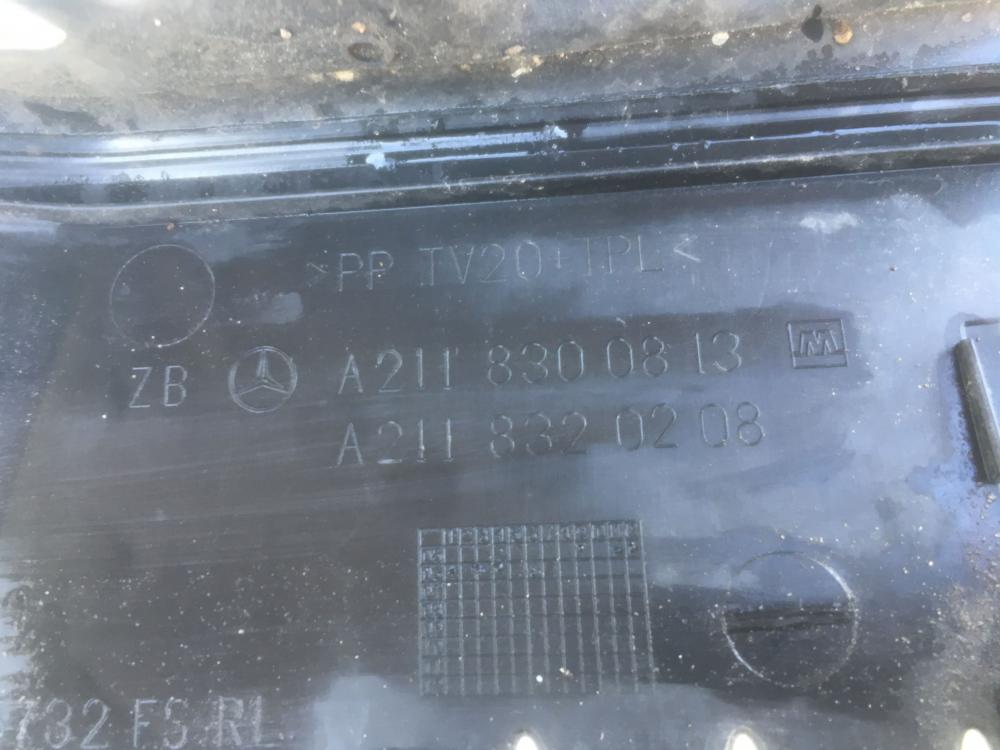 >PP TV20+TPL<
ZB A211 830 08 13
A211 832 02 08
732 FS RL